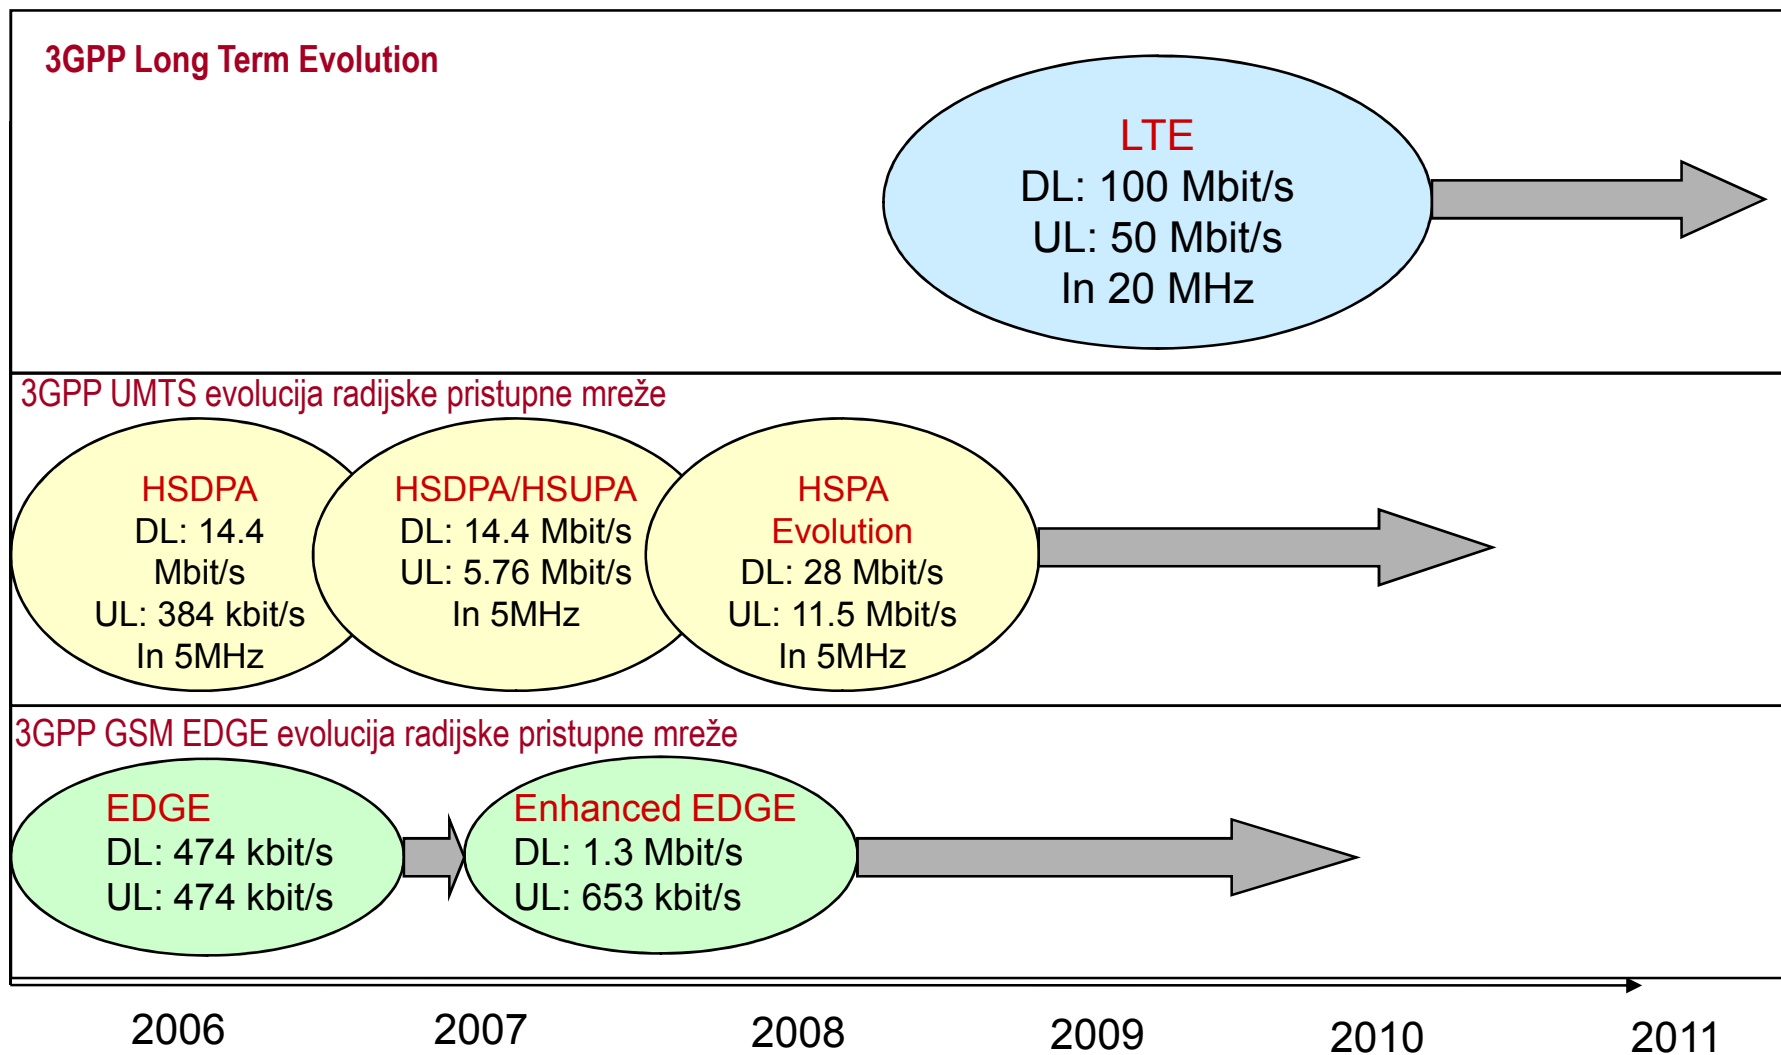 3GPP Long Term Evolution
LTE
DL: 100 Mbit/s
UL: 50 Mbit/s
In 20 MHz
3GPP UMTS evolucija radijske pristupne mreže
HSDPA
DL: 14.4
Mbit/s
UL: 384 kbit/s
In 5MHz
HSDPA/HSUPA
DL: 14.4 Mbit/s
UL: 5.76 Mbit/s
In 5MHz
HSPA
Evolution
DL: 28 Mbit/s
UL: 11.5 Mbit/s
In 5MHz
3GPP GSM EDGE evolucija radijske pristupne mreže
EDGE
DL: 474 kbit/s
UL: 474 kbit/s
Enhanced EDGE
DL: 1.3 Mbit/s
UL: 653 kbit/s
2006 2007 2008 2009 2010 2011